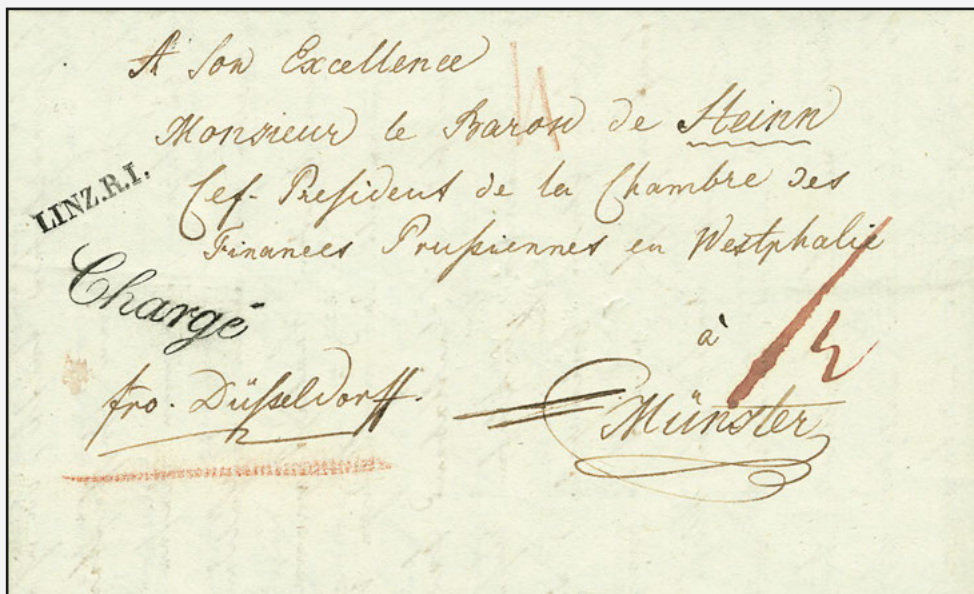 A Son Excellence
Monsieur le Baron de Steinn
Cef-President de la Chambre des
Finances Prussiennes en Westphalie
à
Münster
LINZ.R.I.
Chargé
fro. Düsseldorff.